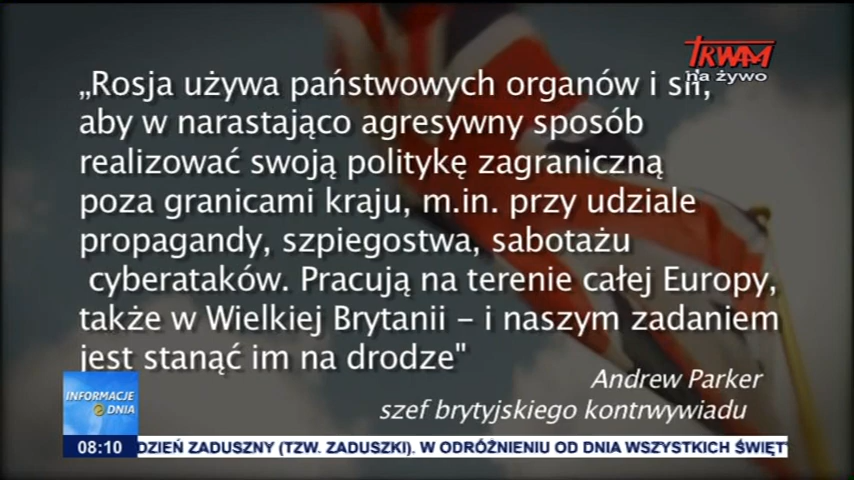 TRWAM
na żywo
„Rosja używa państwowych organów i sił,
aby w narastająco agresywny sposób
realizować swoją politykę zagraniczną
poza granicami kraju, m.in. przy udziale
propagandy, szpiegostwa, sabotażu
cyberataków. Pracują na terenie całej Europy,
także w Wielkiej Brytanii – i naszym zadaniem
jest stanąć im na drodze"
Andrew Parker
szef brytyjskiego kontrwywiadu
INFORMACJE
DNIA
08:10 DZIEŃ ZADUSZNY (TZW. ZADUSZKI). W ODRÓŻNIENIU OD DNIA WSZYSTKICH ŚWIĘT